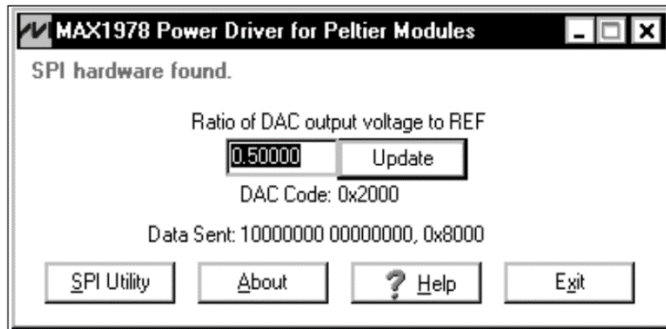 MAX1978 Power Driver for Peltier Modules
SPI hardware found.
Ratio of DAC output voltage to REF
0.50000 Update
DAC Code: 0x2000
Data Sent: 10000000 00000000, 0x8000
SPI Utility About ? Help Exit